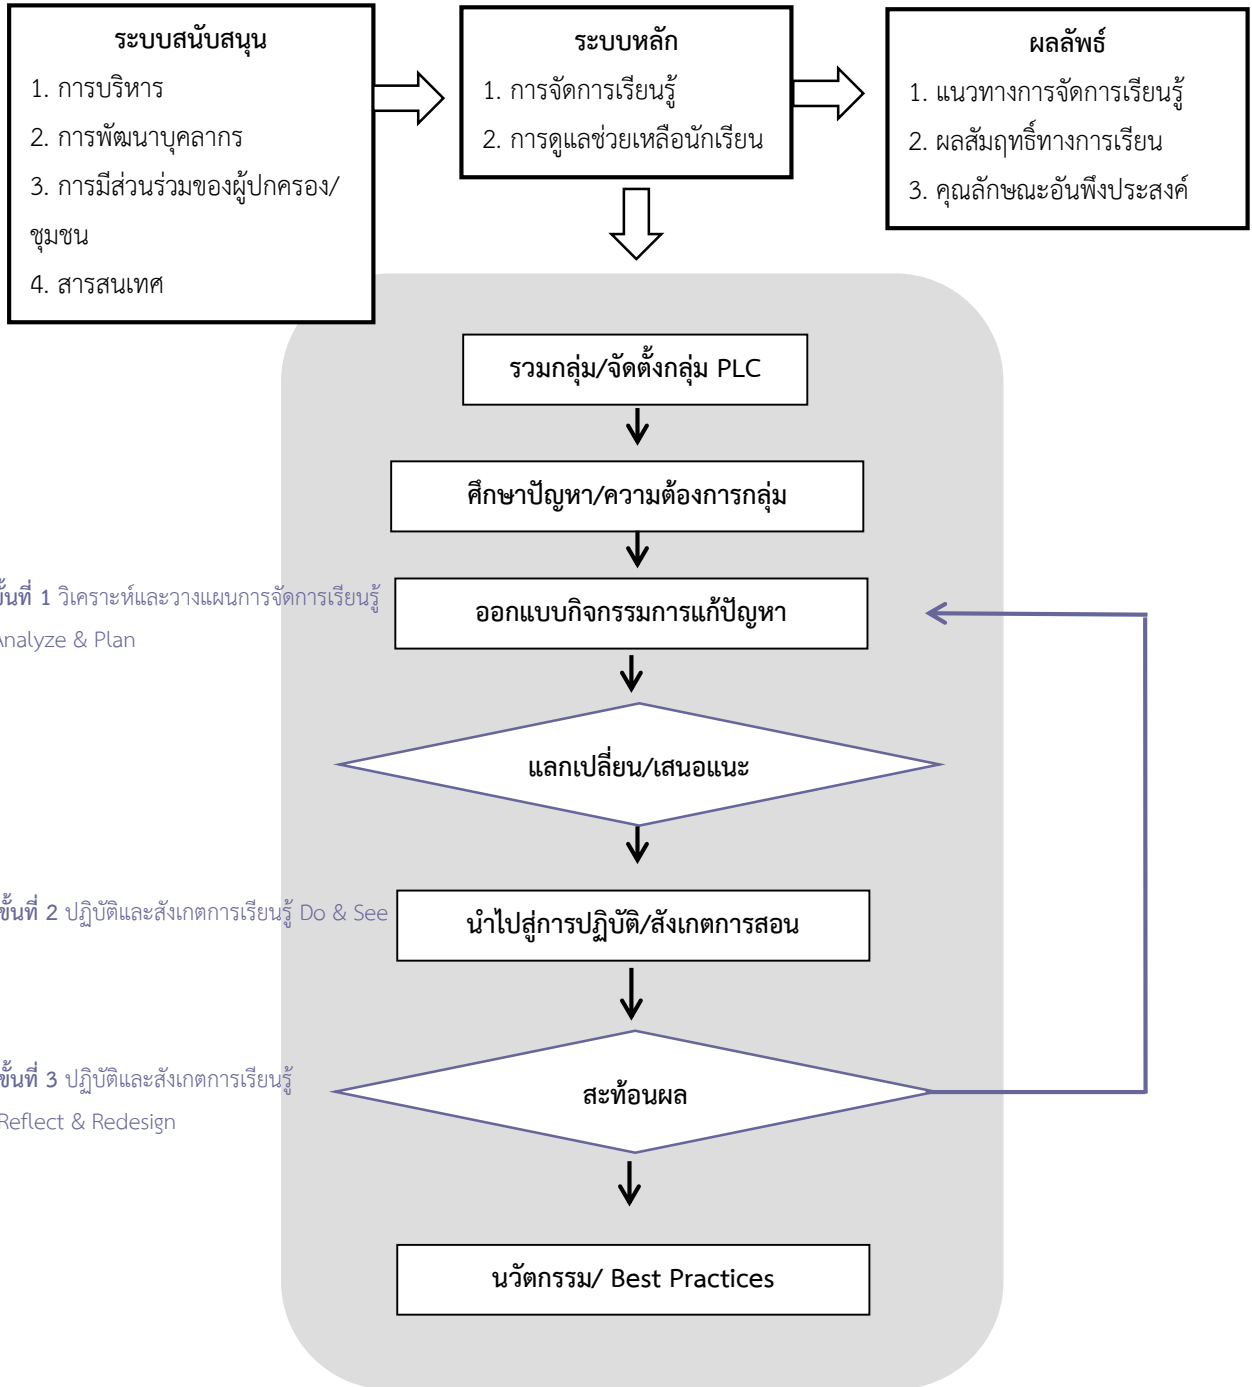 ระบบสนับสนุน
1. การบริหาร
2. การพัฒนาบุคลากร
3. การมีส่วนร่วมของผู้ปกครอง/
ชุมชน
4. สารสนเทศ
ระบบหลัก
1. การจัดการเรียนรู้
2. การดูแลช่วยเหลือนักเรียน
ผลลัพธ์
1. แนวทางการจัดการเรียนรู้
2. ผลสัมฤทธิ์ทางการเรียน
3. คุณลักษณะอันพึงประสงค์
รวมกลุ่ม/จัดตั้งกลุ่ม PLC
ศึกษาปัญหา/ความต้องการกลุ่ม
ขั้นที่ 1 วิเคราะห์และวางแผนการจัดการเรียนรู้
Analyze & Plan
ออกแบบกิจกรรมการแก้ปัญหา
แลกเปลี่ยน/เสนอแนะ
ขั้นที่ 2 ปฏิบัติและสังเกตการเรียนรู้ Do & See
นำไปสู่การปฏิบัติ/สังเกตการสอน
ขั้นที่ 3 ปฏิบัติและสังเกตการเรียนรู้
Reflect & Redesign
สะท้อนผล
นวัตกรรม/ Best Practices